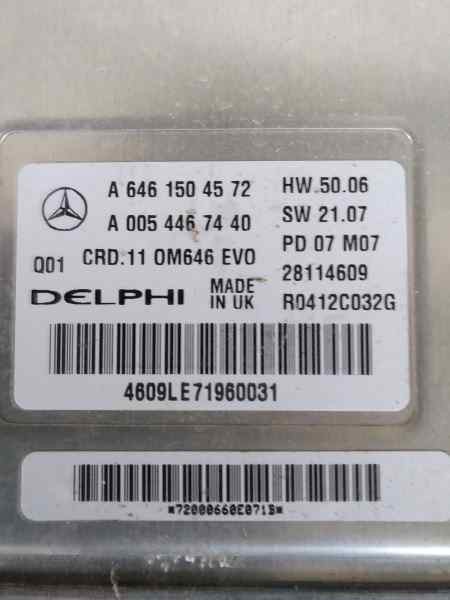 A 646 150 45 72 HW.50.06
A 005 446 74 40 SW 21.07
Q01 CRD.11 OM646 EVO PD 07 M07
28114609
DELPHI MADE IN UK R0412C032G
4609LE71960031
*72000660E071B*